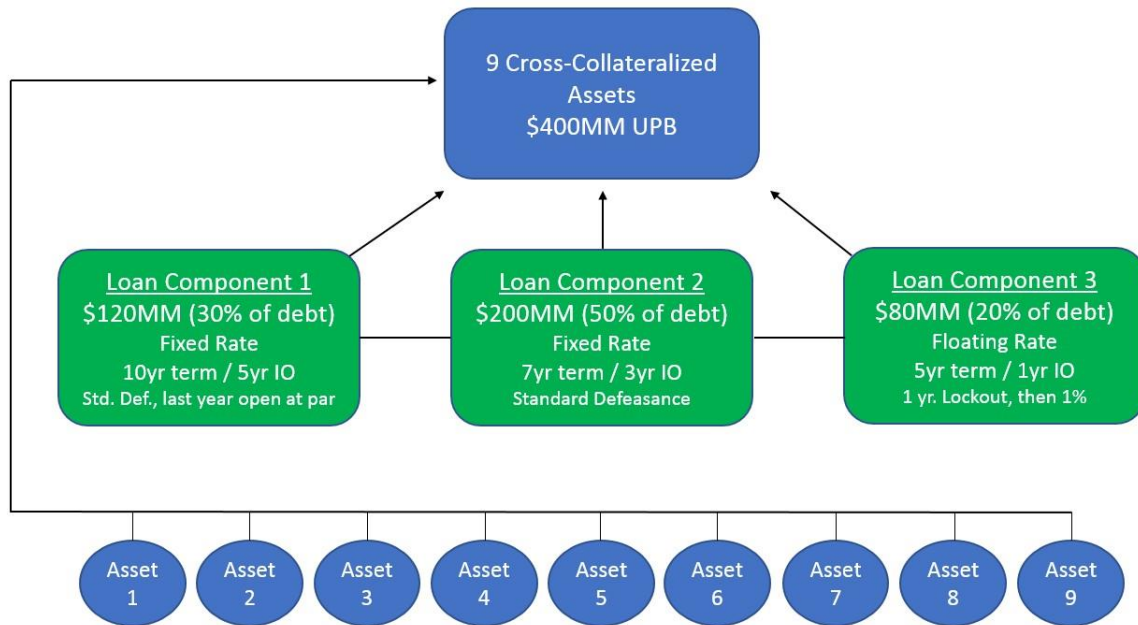 9 Cross-Collateralized
Assets
$400MM UPB
Loan Component 1
$120MM (30% of debt)
Fixed Rate
10yr term / 5yr IO
Std. Def., last year open at par
Loan Component 2
$200MM (50% of debt)
Fixed Rate
7yr term / 3yr IO
Standard Defeasance
Loan Component 3
$80MM (20% of debt)
Floating Rate
5yr term / 1yr IO
1 yr. Lockout, then 1%
Asset
1
Asset
2
Asset
3
Asset
4
Asset
5
Asset
6
Asset
7
Asset
8
Asset
9